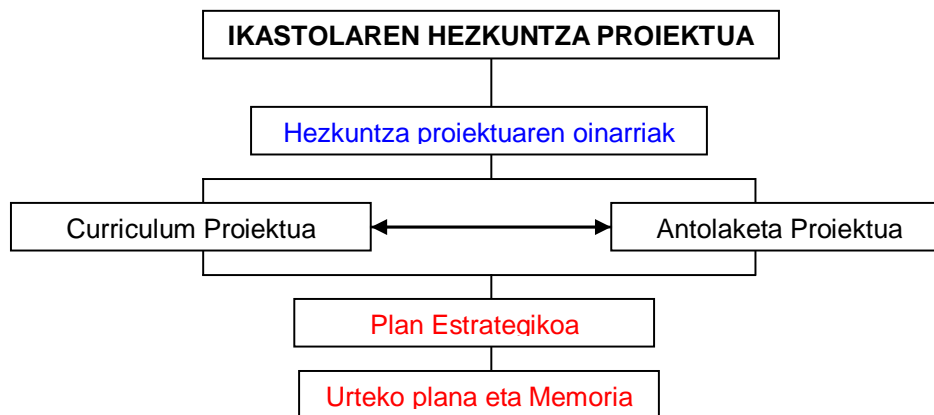 IKASTOLAREN HEZKUNTZA PROIEKTUA
Hezkuntza proiektuaren oinarriak
Curriculum Proiektua
Antolaketa Proiektua
Plan Estrategikoa
Urteko plana eta Memoria